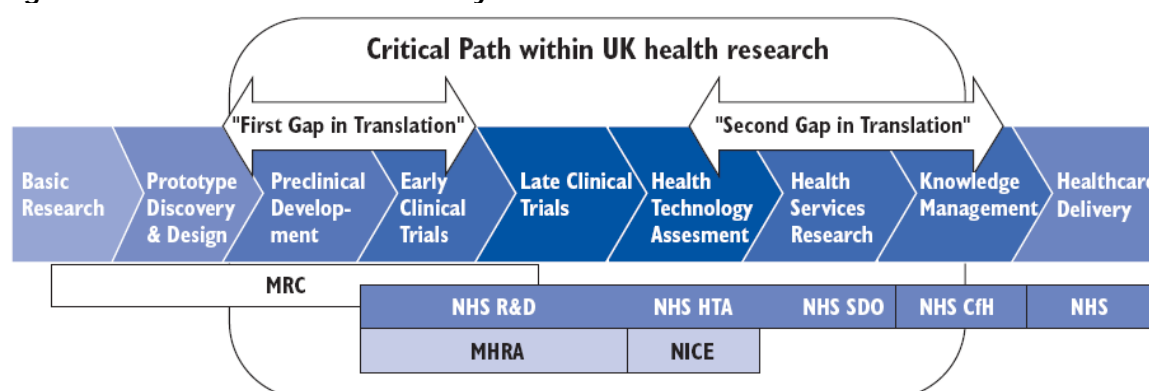 Critical Path within UK health research
"First Gap in Translation"
"Second Gap in Translation"
Basic
Research
Prototype
Discovery
& Design
Preclinical
Develop-
ment
Early
Clinical
Trials
Late Clinical
Trials
Health
Technology
Assesment
Health
Services
Research
Knowledge
Management
Healthcare
Delivery
MRC
NHS R&D
NHS HTA
NHS SDO
NHS CfH
NHS
MHRA
NICE